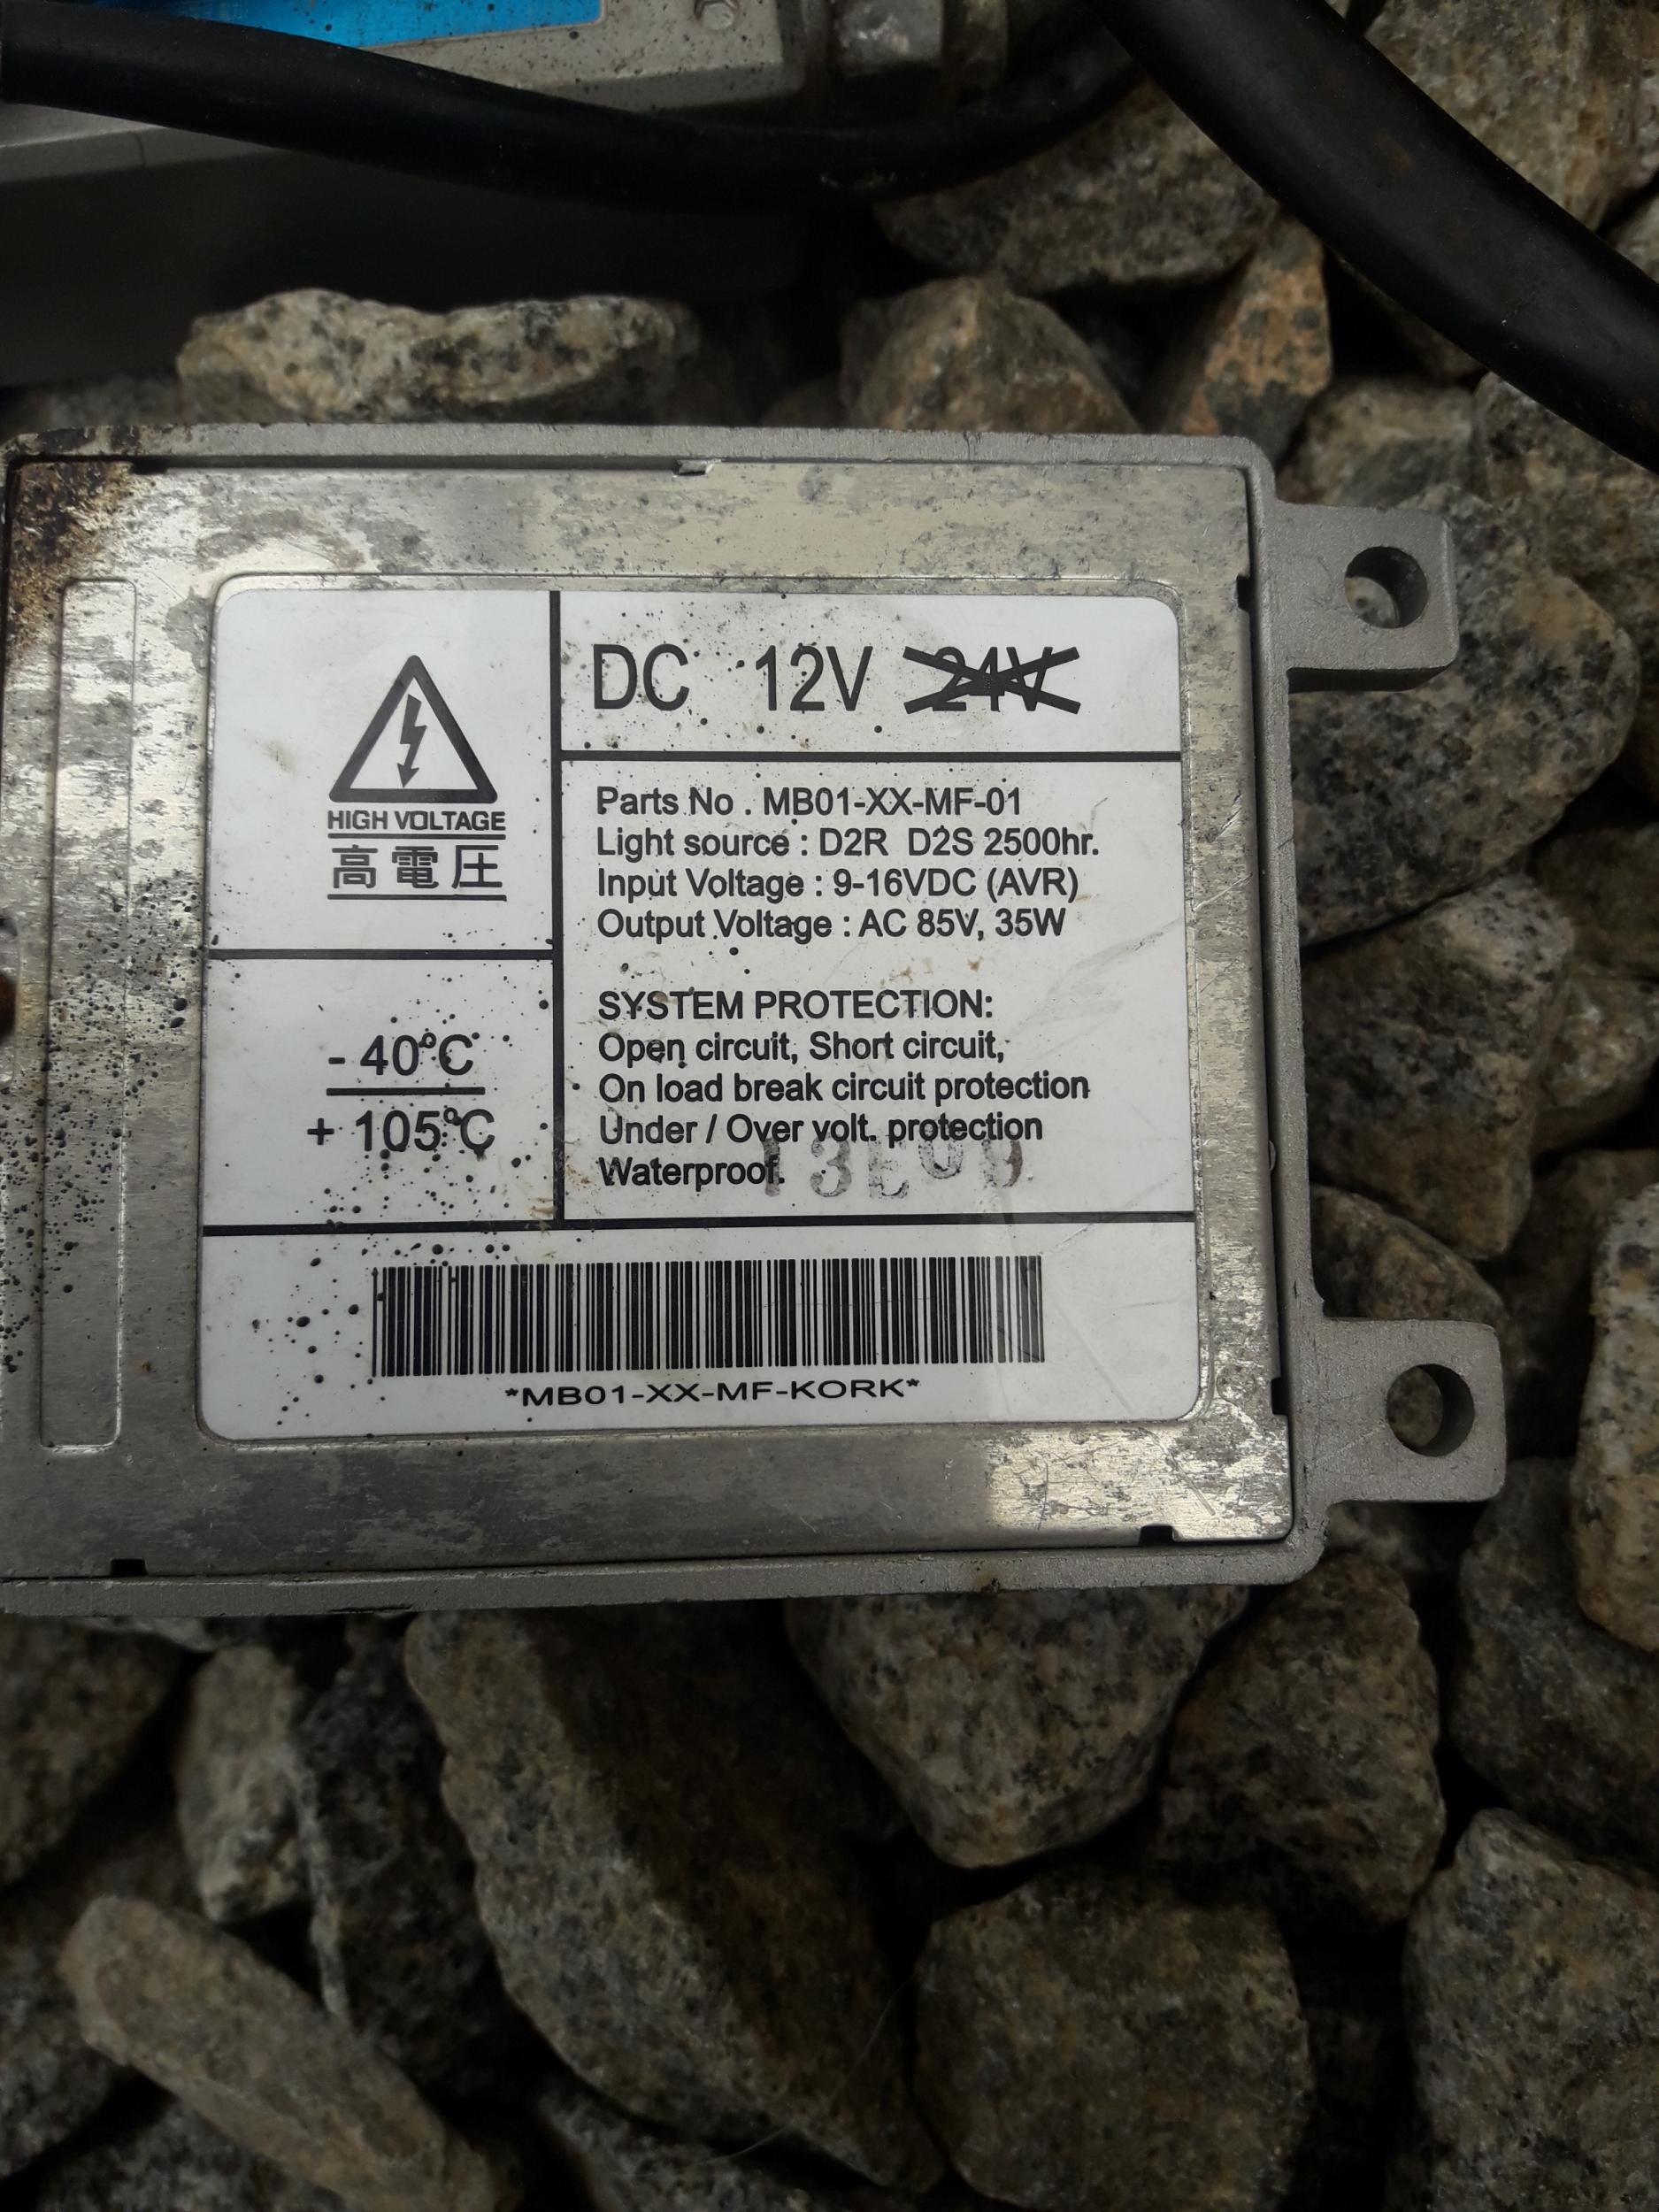 DC 12V 24V
HIGH VOLTAGE
高電圧
Parts No . MB01-XX-MF-01
Light source : D2R D2S 2500hr.
Input Voltage : 9-16VDC (AVR)
Output Voltage : AC 85V, 35W
- 40°C
+ 105°C
SYSTEM PROTECTION:
Open circuit, Short circuit,
On load break circuit protection
Under / Over volt. protection
Waterproof.
*MB01-XX-MF-KORK*